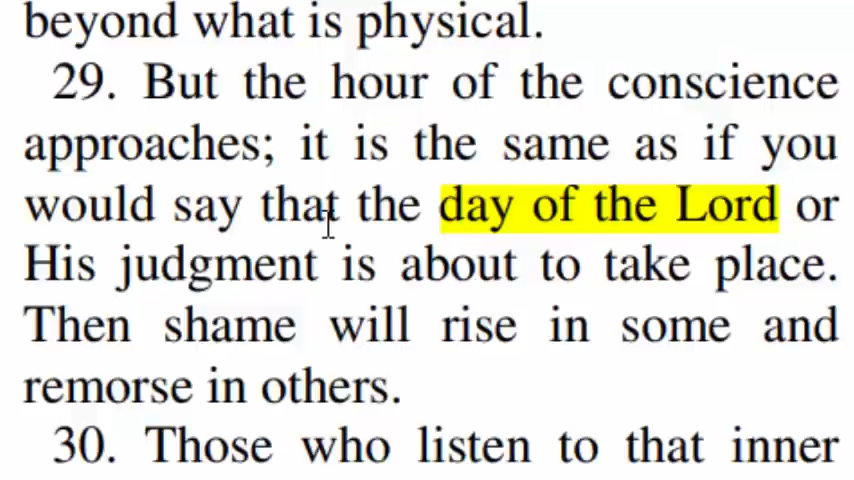 beyond what is physical.
29. But the hour of the conscience
approaches; it is the same as if you
would say that the day of the Lord or
His judgment is about to take place.
Then shame will rise in some and
remorse in others.
30. Those who listen to that inner